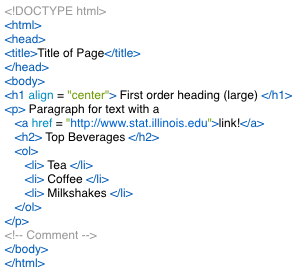 <!DOCTYPE html>
<html>
<head>
<title>Title of Page</title>
</head>
<body>
<h1 align = "center"> First order heading (large) </h1>
<p> Paragraph for text with a
<a href = "http://www.stat.illinois.edu">link!</a>
<h2> Top Beverages </h2>
<ol>
<li> Tea </li>
<li> Coffee </li>
<li> Milkshakes </li>
</ol>
</p>
<!-- Comment -->
</body>
</html>